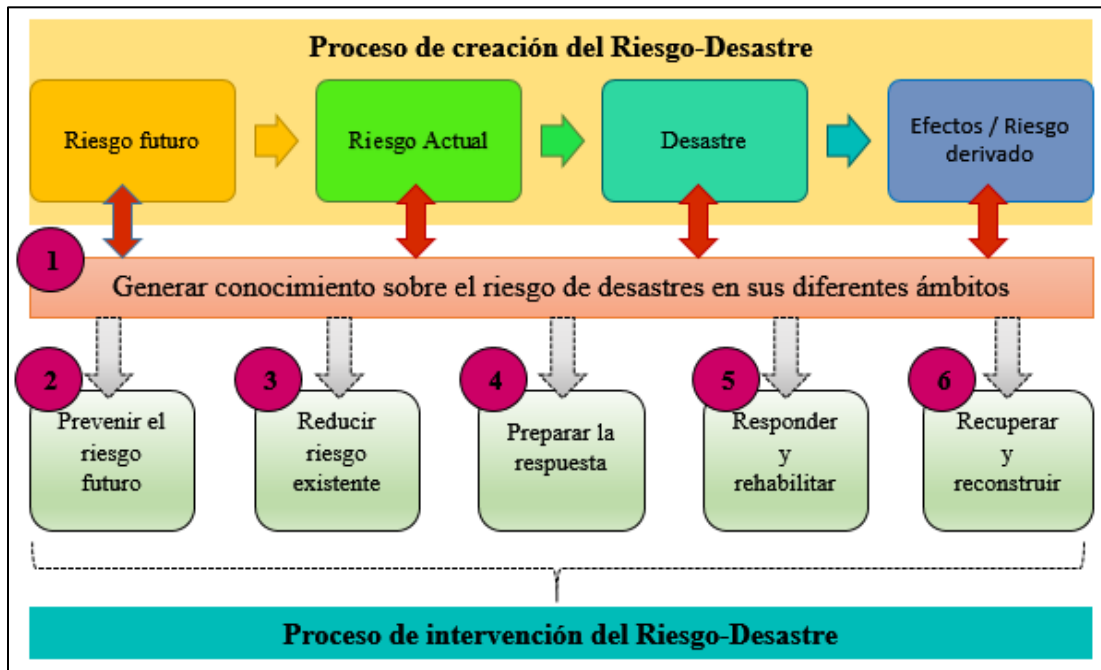 Proceso de creación del Riesgo-Desastre
Riesgo futuro
Riesgo Actual
Desastre
Efectos / Riesgo
derivado
1
Generar conocimiento sobre el riesgo de desastres en sus diferentes ámbitos
2
Prevenir el
riesgo
futuro
3
Reducir
riesgo
existente
4
Preparar la
respuesta
5
Responder
y
rehabilitar
6
Recuperar
y
reconstruir
Proceso de intervención del Riesgo-Desastre